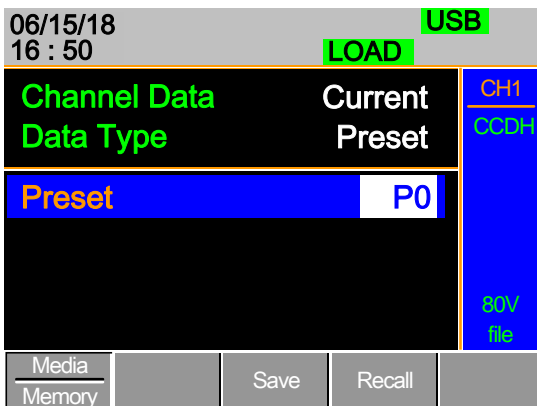 06/15/18 USB
16 : 50 LOAD
Channel Data Current
Data Type Preset
Preset P0
CH1
CCDH
80V
file
Media
Memory
Save
Recall